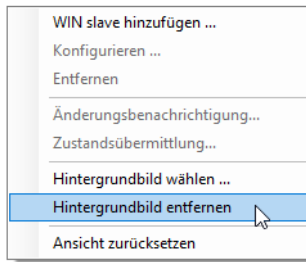 WIN slave hinzufügen ...
Konfigurieren ...
Entfernen
Änderungsbenachrichtigung...
Zustandsübermittlung...
Hintergrundbild wählen ...
Hintergrundbild entfernen
Ansicht zurücksetzen